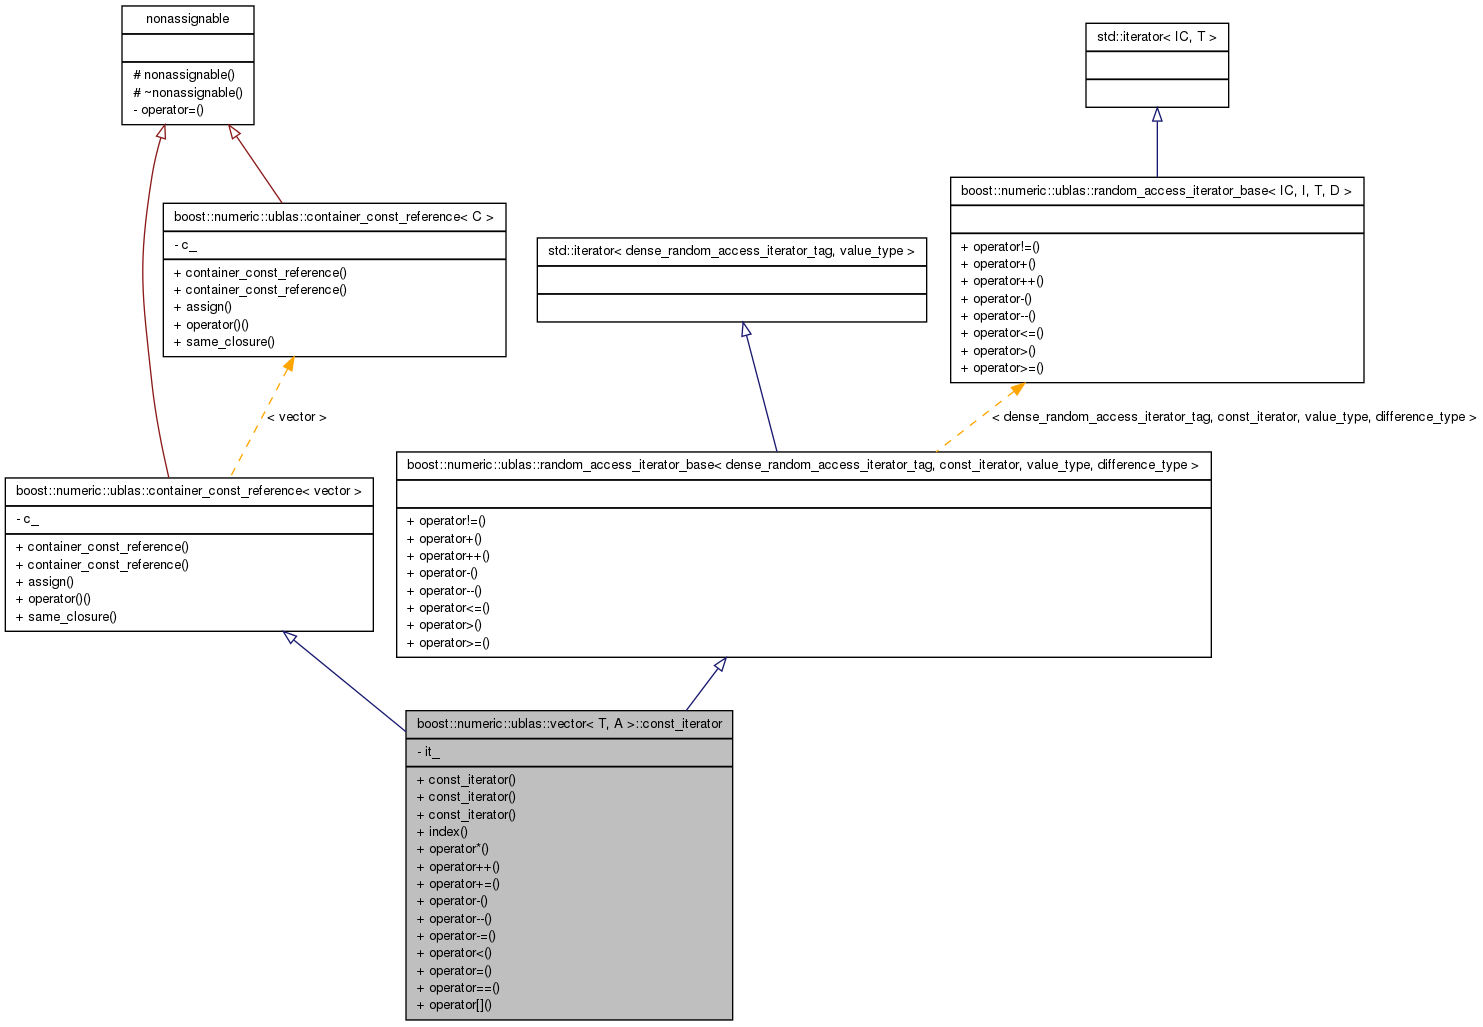 nonassignable
# nonassignable()
# ~nonassignable()
- operator=()
std::iterator< IC, T >
boost::numeric::ublas::container_const_reference< C >
- c_
+ container_const_reference()
+ container_const_reference()
+ assign()
+ operator()()
+ same_closure()
std::iterator< dense_random_access_iterator_tag, value_type >
boost::numeric::ublas::random_access_iterator_base< IC, I, T, D >
+ operator!=()
+ operator+()
+ operator++()
+ operator-()
+ operator--()
+ operator<=()
+ operator>()
+ operator>=()
< vector >
< dense_random_access_iterator_tag, const_iterator, value_type, difference_type >
boost::numeric::ublas::container_const_reference< vector >
- c_
+ container_const_reference()
+ container_const_reference()
+ assign()
+ operator()()
+ same_closure()
boost::numeric::ublas::random_access_iterator_base< dense_random_access_iterator_tag, const_iterator, value_type, difference_type >
+ operator!=()
+ operator+()
+ operator++()
+ operator-()
+ operator--()
+ operator<=()
+ operator>()
+ operator>=()
boost::numeric::ublas::vector< T, A >::const_iterator
- it_
+ const_iterator()
+ const_iterator()
+ const_iterator()
+ index()
+ operator*()
+ operator++()
+ operator+=()
+ operator-()
+ operator--()
+ operator-=()
+ operator<()
+ operator=()
+ operator==()
+ operator[]()